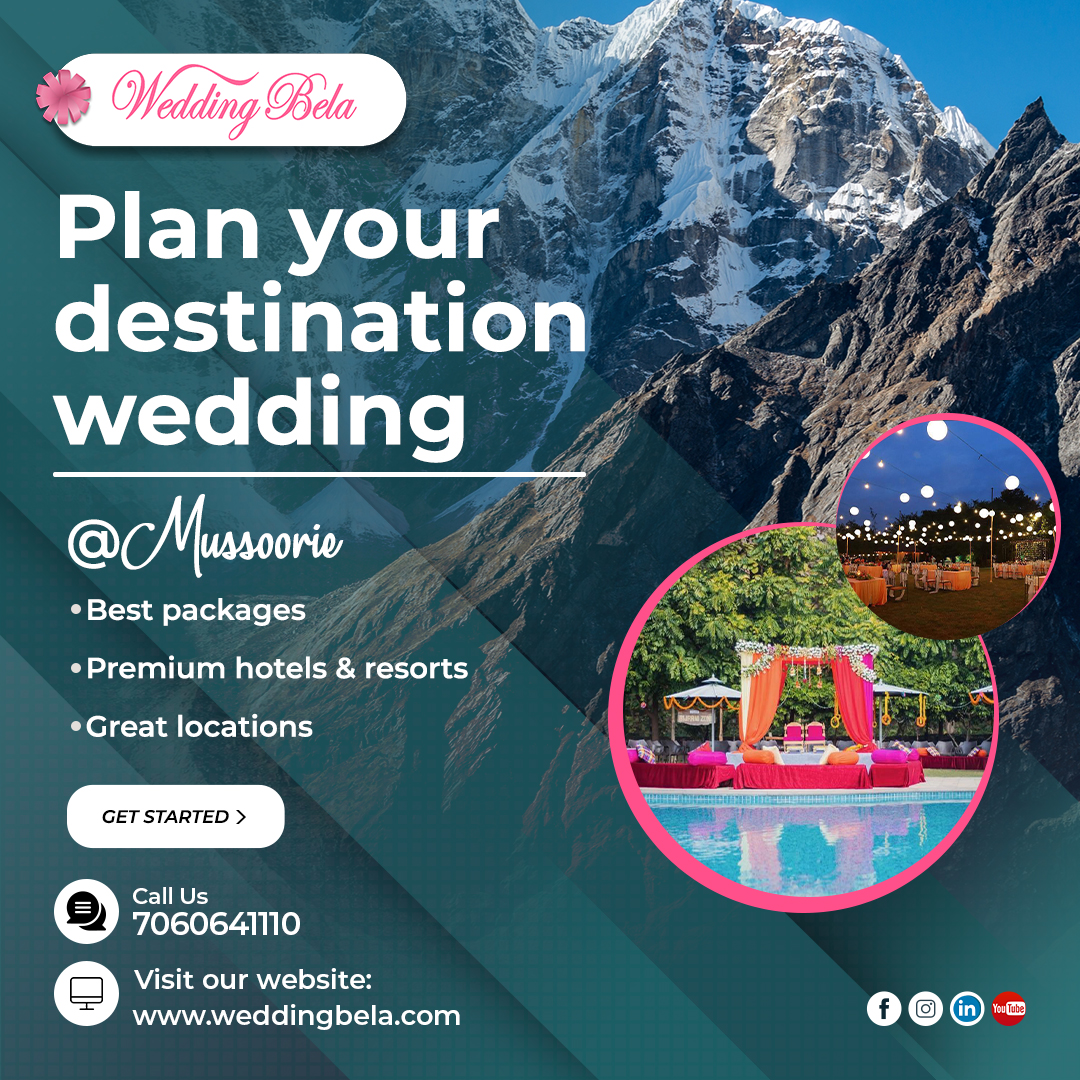 Wedding Bela
Plan your
destination
wedding
@Mussoorie
• Best packages
• Premium hotels & resorts
• Great locations
GET STARTED >
Call Us
7060641110
Visit our website:
www.weddingbela.com
f
in
YouTube